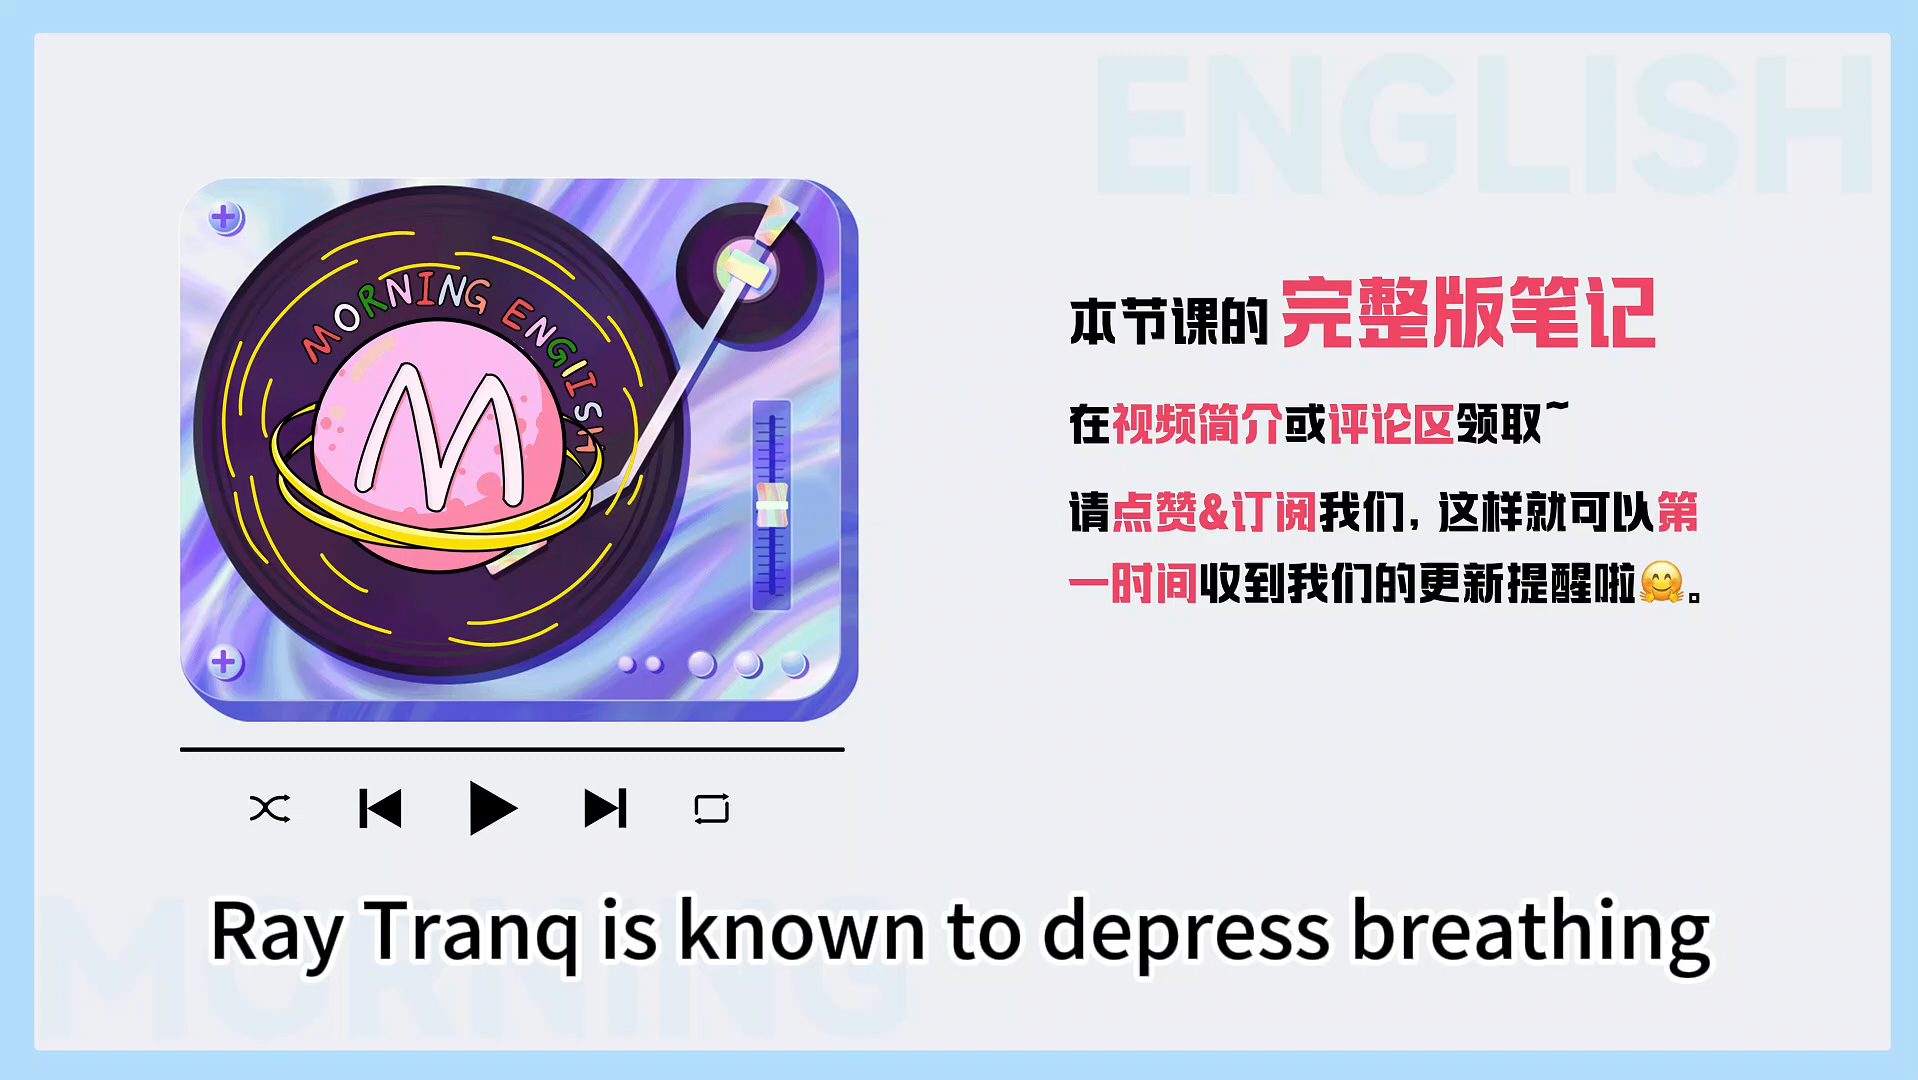 ENGLISH
MORNING ENGlISH
M
本节课的 完整版笔记
在视频简介或评论区领取~
请点赞&订阅我们，这样就可以第
一时间收到我们的更新提醒啦🤗。
MORNING
Ray Tranq is known to depress breathing